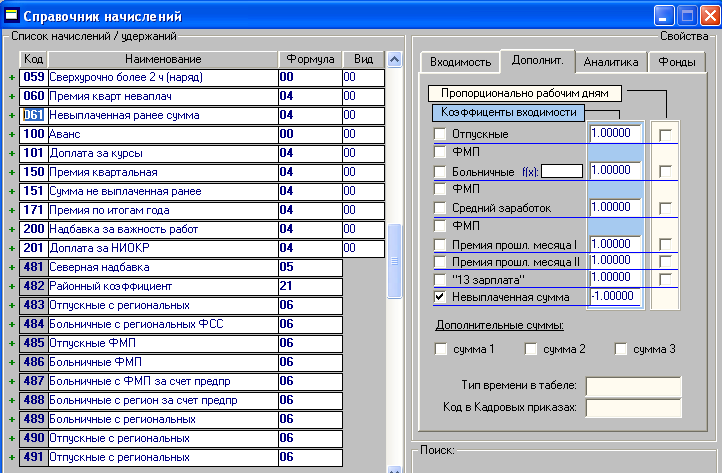 Справочник начислений
Список начислений / удержаний
Код Наименование Формула Вид
+ 059 Сверхурочно более 2 ч (наряд) 00 00
+ 060 Премия кварт неваплач 04 00
+ 061 Невыплаченная ранее сумма 04 00
+ 100 Аванс 00 00
+ 101 Доплата за курсы 04 00
+ 150 Премия квартальная 04 00
+ 151 Сумма не выплаченная ранее 04 00
+ 171 Премия по итогам года 04 00
+ 200 Надбавка за важность работ 04 00
+ 201 Доплата за НИОКР 04 00
+ 481 Северная надбавка 05
+ 482 Районный коэффициент 21
+ 483 Отпускные с региональных 06
+ 484 Больничные с региональных ФСС 06
+ 485 Отпускные ФМП 06
+ 486 Больничные ФМП 06
+ 487 Больничные с ФМП за счет предпр 06
+ 488 Больничные с регион за счет предпр 06
+ 489 Больничные с региональных 06
+ 490 Отпускные с региональных 06
+ 491 Отпускные с региональных 06
Свойства
Входимость Дополнит. Аналитика Фонды
Пропорционально рабочим дням
Коэффиценты входимости
Отпускные 1.00000
ФМП
Больничные f(x): 1.00000
ФМП
Средний заработок 1.00000
ФМП
Премия прошл. месяца I 1.00000
Премия прошл. месяца II 1.00000
"13 зарплата" 1.00000
Невыплаченная сумма -1.00000
Дополнительные суммы:
сумма 1 сумма 2 сумма 3
Тип времени в табеле:
Код в Кадровых приказах:
Поиск: